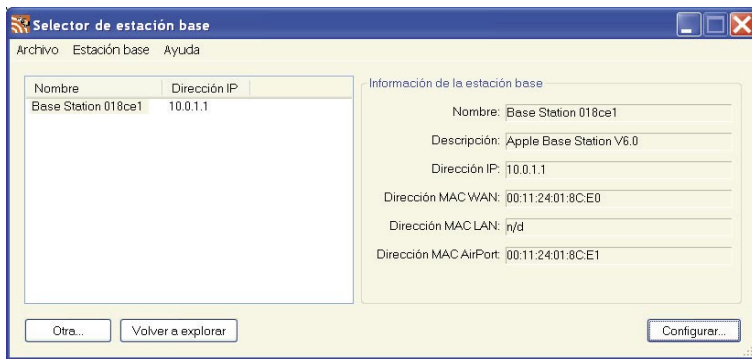 Selector de estación base
Archivo Estación base Ayuda
Nombre Dirección IP
Base Station 018ce1 10.0.1.1
Información de la estación base
Nombre: Base Station 018ce1
Descripción: Apple Base Station V6.0
Dirección IP: 10.0.1.1
Dirección MAC WAN: 00:11:24:01:8C:E0
Dirección MAC LAN: n/d
Dirección MAC AirPort: 00:11:24:01:8C:E1
Otra... Volver a explorar Configurar...